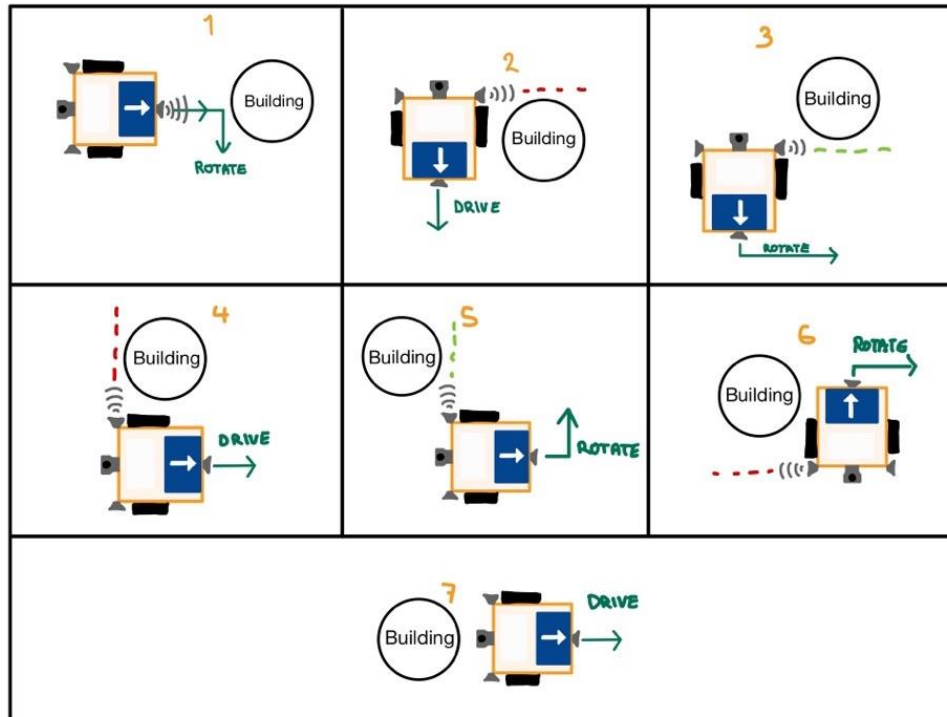 1
Building
ROTATE
2
Building
DRIVE
3
Building
ROTATE
4
Building
DRIVE
5
Building
ROTATE
6
ROTATE
Building
7
DRIVE
Building